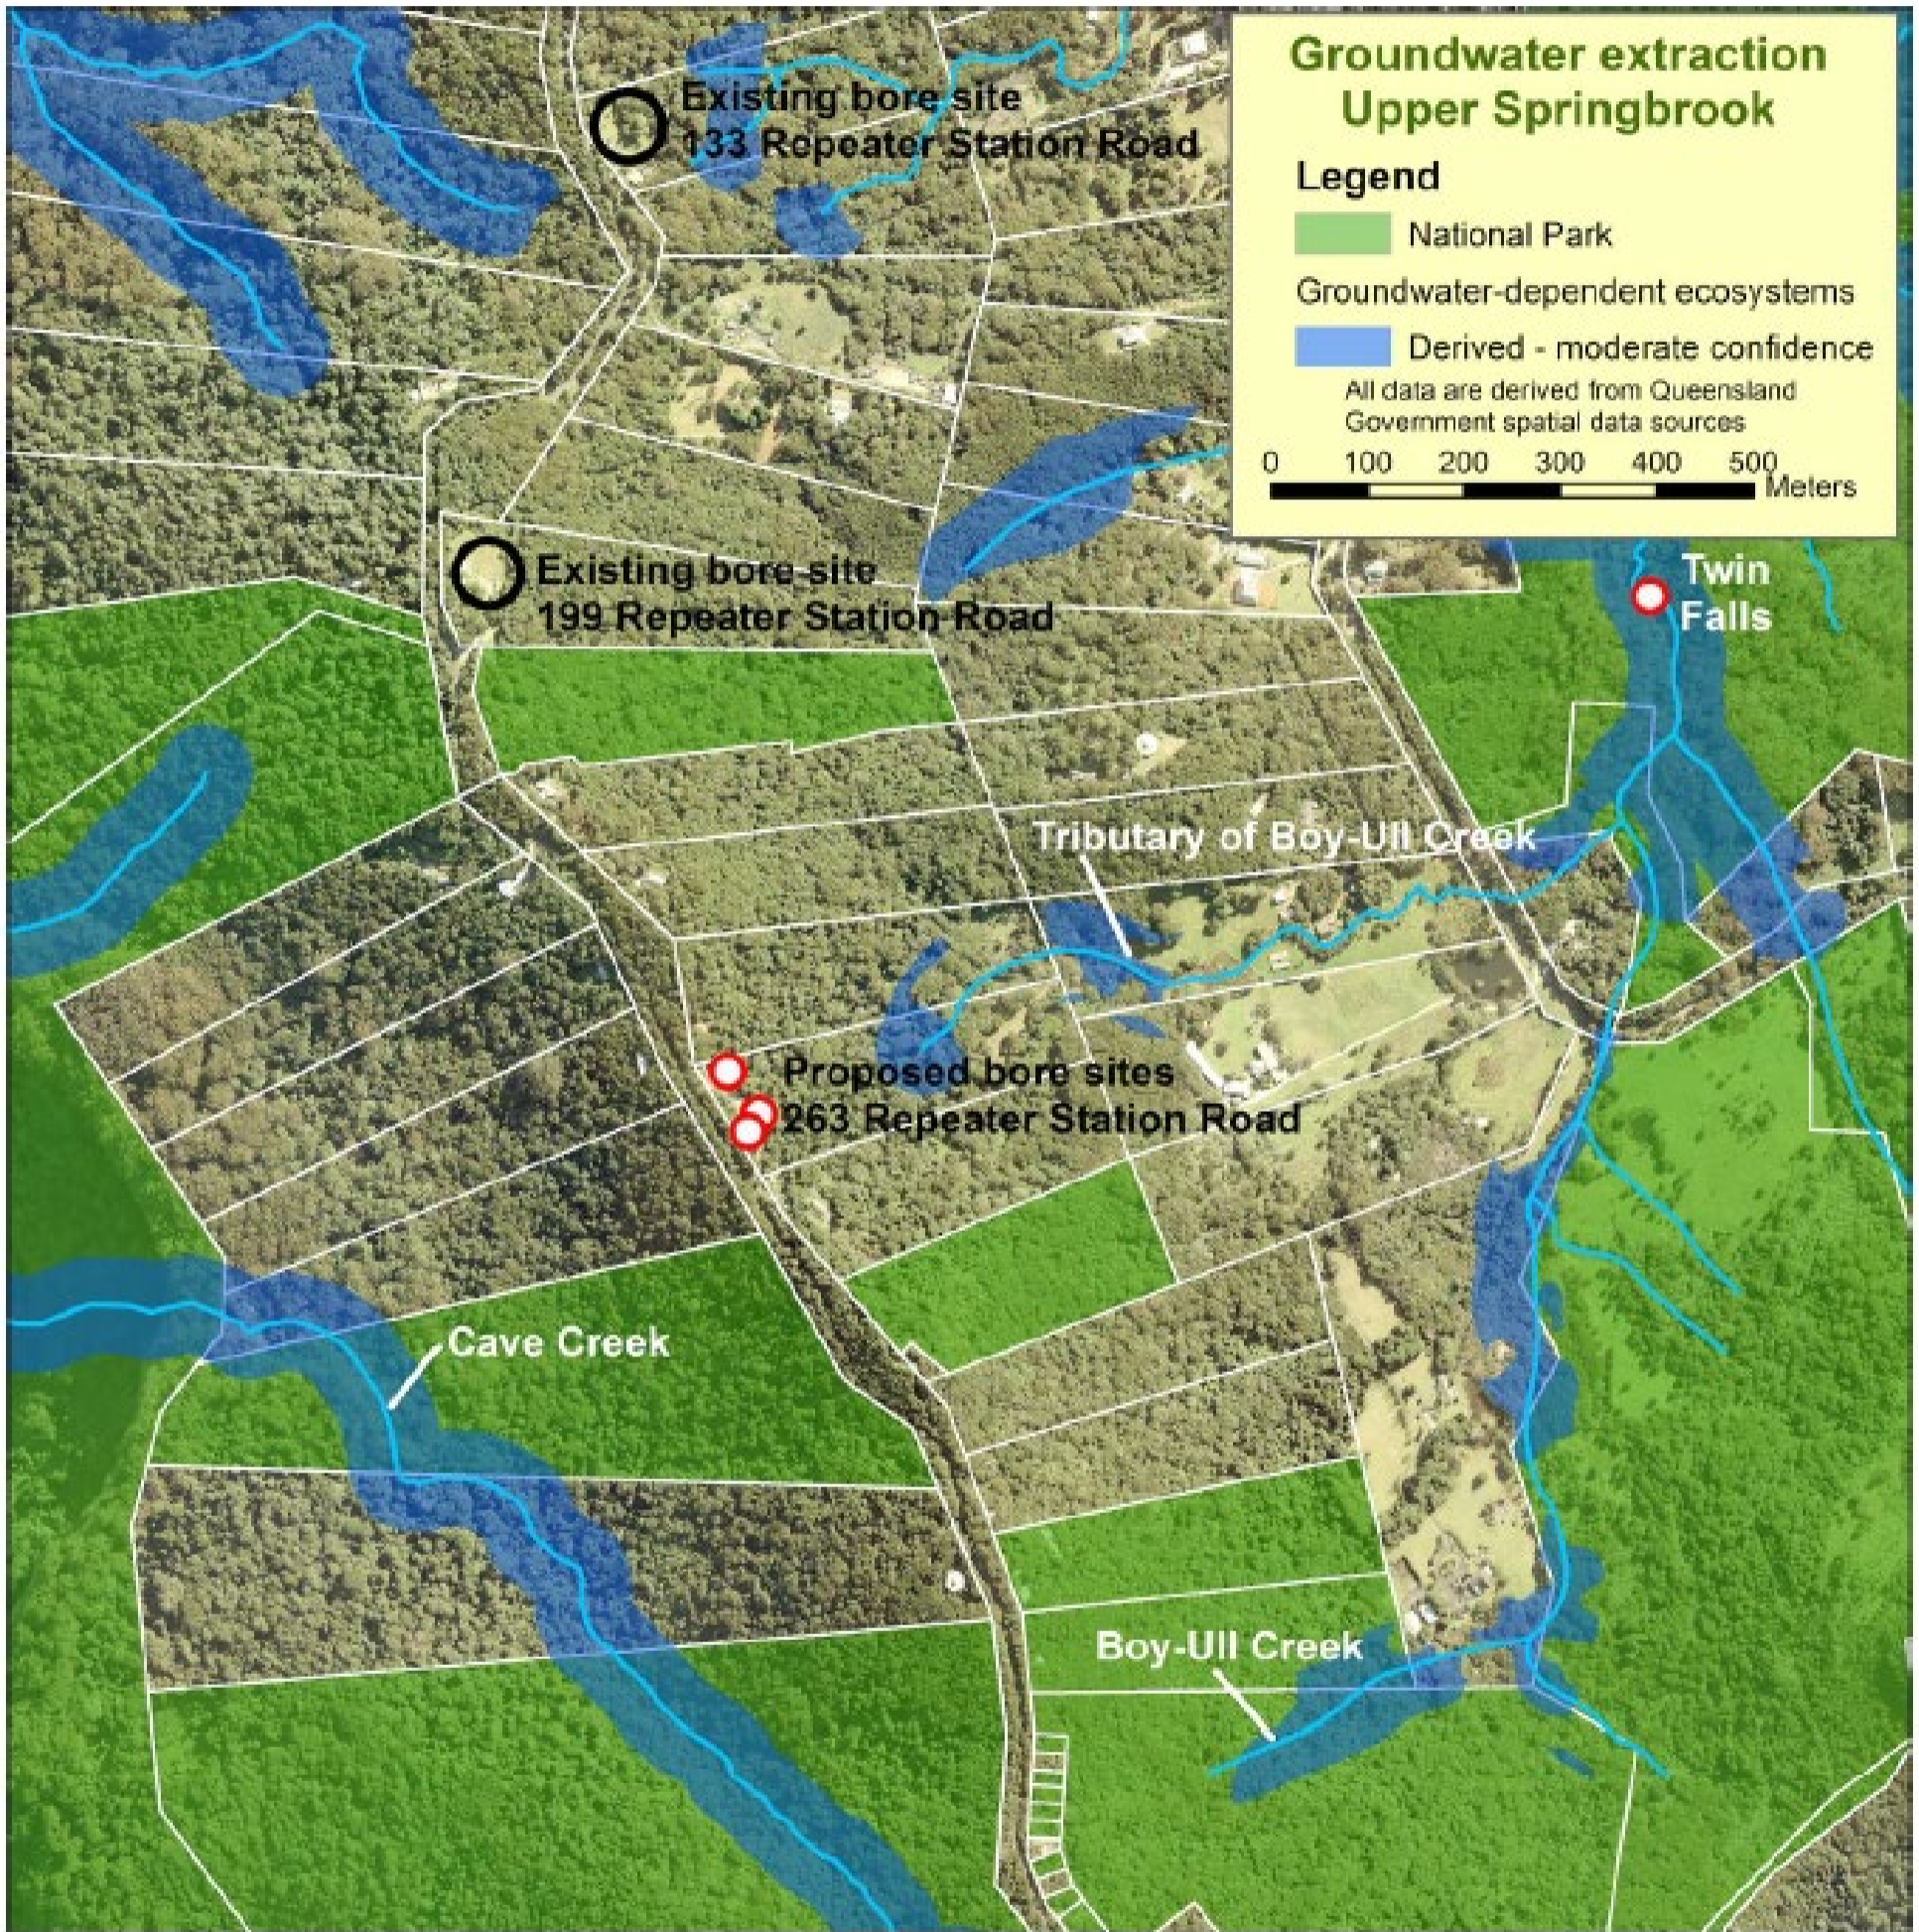 Groundwater extraction
Upper Springbrook
Legend
National Park
Groundwater-dependent ecosystems
Derived - moderate confidence
All data are derived from Queensland
Government spatial data sources
0 100 200 300 400 500
Meters
Existing bore site
133 Repeater Station Road
Existing bore site
199 Repeater Station Road
Twin
Falls
Tributary of Boy-Ull Creek
Proposed bore sites
263 Repeater Station Road
Cave Creek
Boy-Ull Creek